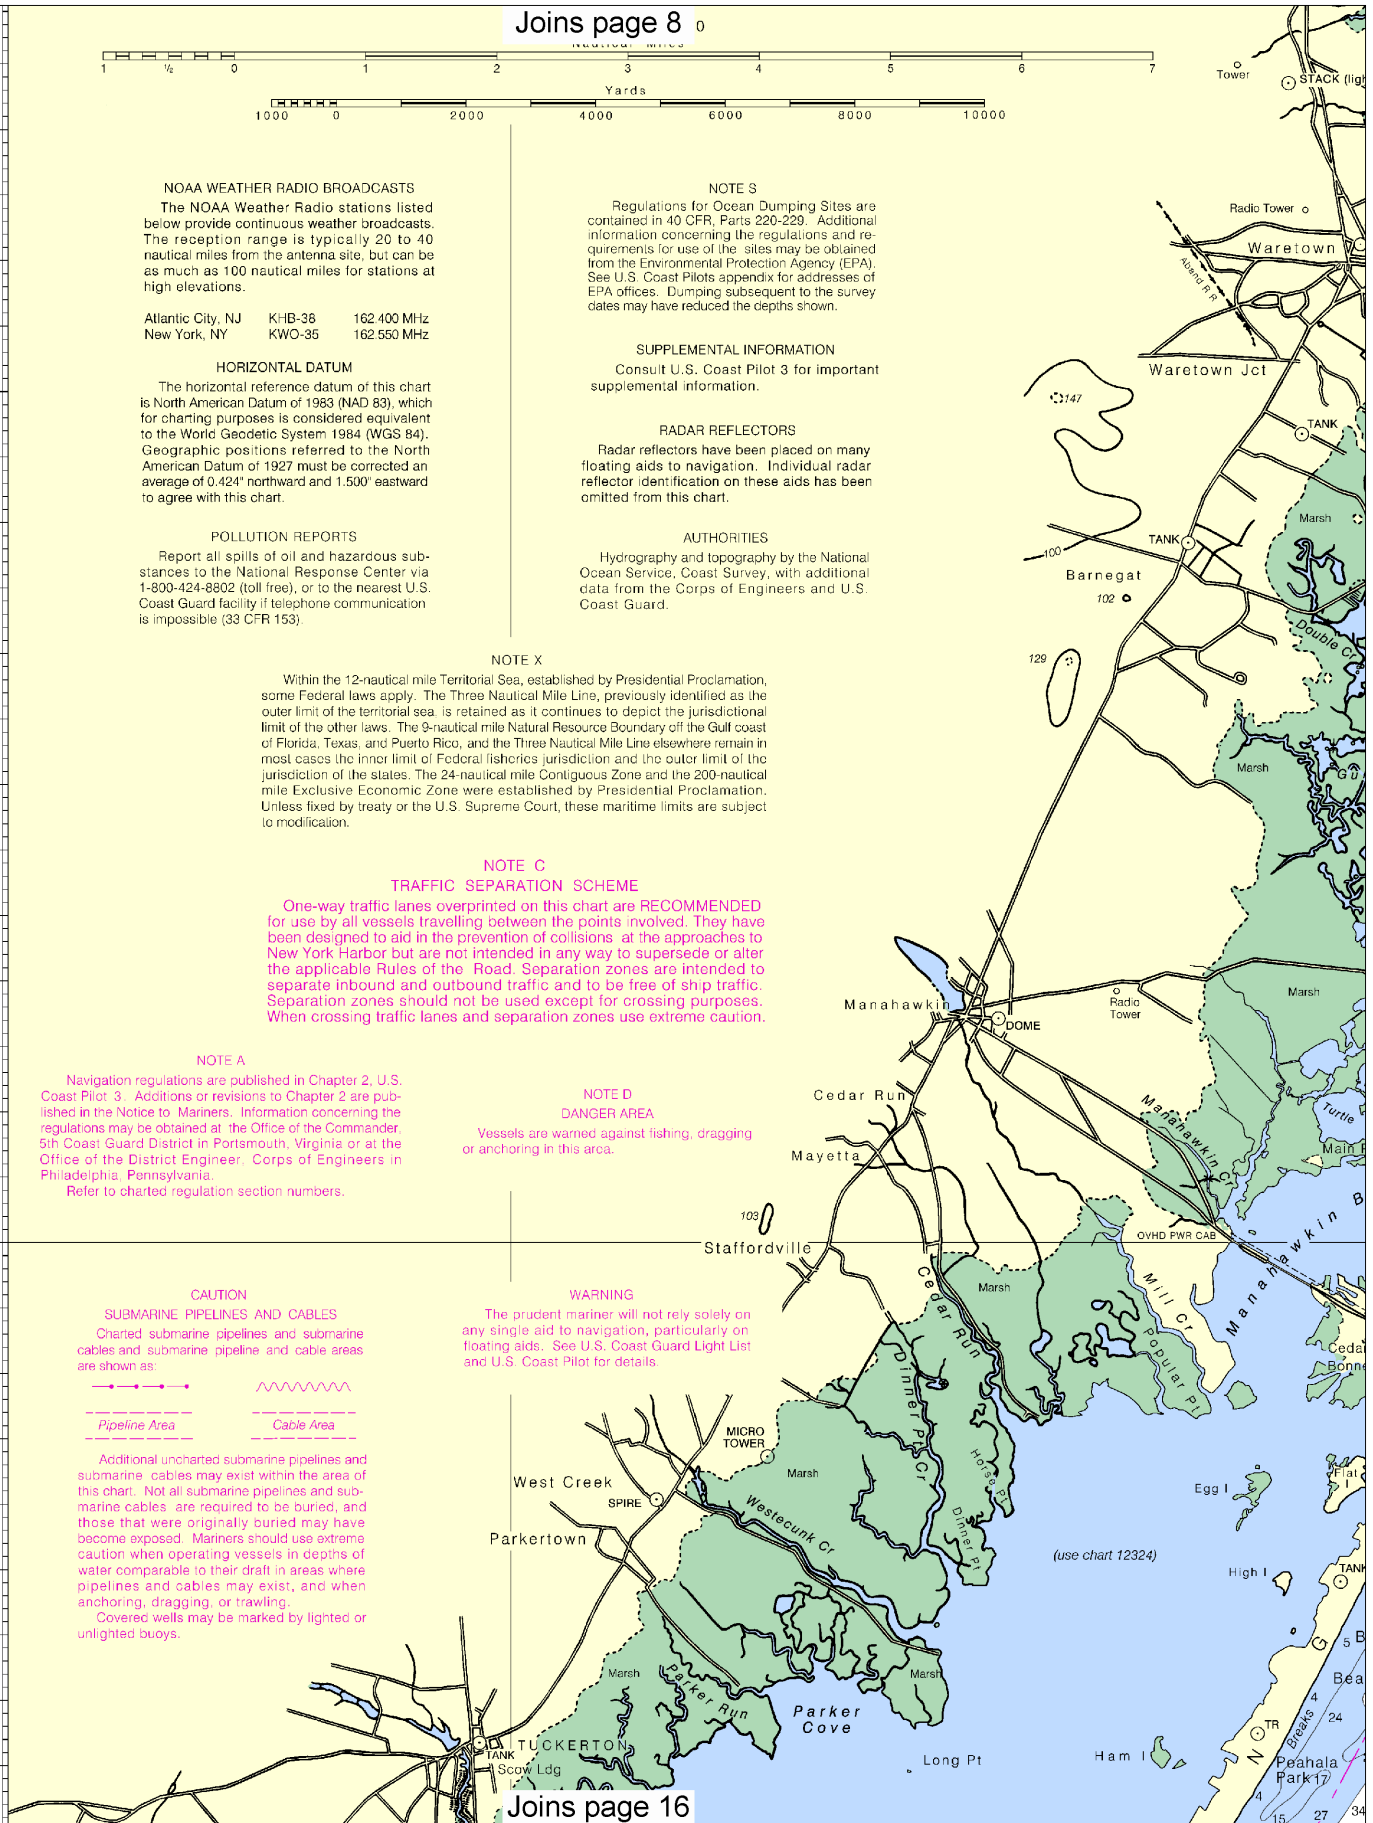 Joins page 8
0
Nautical Miles
1 ½ 0 1 2 3 4 5 6 7
Yards
1000 0 2000 4000 6000 8000 10000
NOAA WEATHER RADIO BROADCASTS
The NOAA Weather Radio stations listed
below provide continuous weather broadcasts.
The reception range is typically 20 to 40
nautical miles from the antenna site, but can be
as much as 100 nautical miles for stations at
high elevations.
Atlantic City, NJ KHB-38 162.400 MHz
New York, NY KWO-35 162.550 MHz
HORIZONTAL DATUM
The horizontal reference datum of this chart
is North American Datum of 1983 (NAD 83), which
for charting purposes is considered equivalent
to the World Geodetic System 1984 (WGS 84).
Geographic positions referred to the North
American Datum of 1927 must be corrected an
average of 0.424" northward and 1.500" eastward
to agree with this chart.
POLLUTION REPORTS
Report all spills of oil and hazardous sub-
stances to the National Response Center via
1-800-424-8802 (toll free), or to the nearest U.S.
Coast Guard facility if telephone communication
is impossible (33 CFR 153).
NOTE S
Regulations for Ocean Dumping Sites are
contained in 40 CFR, Parts 220-229. Additional
information concerning the regulations and re-
quirements for use of the sites may be obtained
from the Environmental Protection Agency (EPA).
See U.S. Coast Pilots appendix for addresses of
EPA offices. Dumping subsequent to the survey
dates may have reduced the depths shown.
SUPPLEMENTAL INFORMATION
Consult U.S. Coast Pilot 3 for important
supplemental information.
RADAR REFLECTORS
Radar reflectors have been placed on many
floating aids to navigation. Individual radar
reflector identification on these aids has been
omitted from this chart.
AUTHORITIES
Hydrography and topography by the National
Ocean Service, Coast Survey, with additional
data from the Corps of Engineers and U.S.
Coast Guard.
NOTE X
Within the 12-nautical mile Territorial Sea, established by Presidential Proclamation,
some Federal laws apply. The Three Nautical Mile Line, previously identified as the
outer limit of the territorial sea, is retained as it continues to depict the jurisdictional
limit of the other laws. The 9-nautical mile Natural Resource Boundary off the Gulf coast
of Florida, Texas, and Puerto Rico, and the Three Nautical Mile Line elsewhere remain in
most cases the inner limit of Federal fisheries jurisdiction and the outer limit of the
jurisdiction of the states. The 24-nautical mile Contiguous Zone and the 200-nautical
mile Exclusive Economic Zone were established by Presidential Proclamation.
Unless fixed by treaty or the U.S. Supreme Court, these maritime limits are subject
to modification.
NOTE C
TRAFFIC SEPARATION SCHEME
One-way traffic lanes overprinted on this chart are RECOMMENDED
for use by all vessels travelling between the points involved. They have
been designed to aid in the prevention of collisions at the approaches to
New York Harbor but are not intended in any way to supersede or alter
the applicable Rules of the Road. Separation zones are intended to
separate inbound and outbound traffic and to be free of ship traffic.
Separation zones should not be used except for crossing purposes.
When crossing traffic lanes and separation zones use extreme caution.
NOTE A
Navigation regulations are published in Chapter 2, U.S.
Coast Pilot 3. Additions or revisions to Chapter 2 are pub-
lished in the Notice to Mariners. Information concerning the
regulations may be obtained at the Office of the Commander,
5th Coast Guard District in Portsmouth, Virginia or at the
Office of the District Engineer, Corps of Engineers in
Philadelphia, Pennsylvania.
Refer to charted regulation section numbers.
NOTE D
DANGER AREA
Vessels are warned against fishing, dragging
or anchoring in this area.
CAUTION
SUBMARINE PIPELINES AND CABLES
Charted submarine pipelines and submarine
cables and submarine pipeline and cable areas
are shown as:
Pipeline Area
Cable Area
Additional uncharted submarine pipelines and
submarine cables may exist within the area of
this chart. Not all submarine pipelines and sub-
marine cables are required to be buried, and
those that were originally buried may have
become exposed. Mariners should use extreme
caution when operating vessels in depths of
water comparable to their draft in areas where
pipelines and cables may exist, and when
anchoring, dragging, or trawling.
Covered wells may be marked by lighted or
unlighted buoys.
WARNING
The prudent mariner will not rely solely on
any single aid to navigation, particularly on
floating aids. See U.S. Coast Guard Light List
and U.S. Coast Pilot for details.
Tower
STACK (lig
Radio Tower
Waretown
Aband R R
Waretown Jct
147
TANK
Marsh
TANK
100
Barnegat
102
Double Cr
129
Marsh
Gu
Marsh
Manahawkin
Radio
Tower
DOME
Cedar Run
Manahawkin Cr
Turtle
Mayetta
Main
103
Staffordville
OVHD PWR CAB
Manahawkin B
Marsh
Cedar Run
Mill Cr
Popular Pt
Ceda
Bonne
Dinner Pt Cr
MICRO
TOWER
Marsh
Horse Pt
Flat
I
West Creek
SPIRE
Egg I
Westecunk Cr
Parkertown
Dinner Pt
(use chart 12324)
High I
TANK
N G
5 B
Bea
Marsh
Marsh
Parker Run
Parker
Cove
4
24
Breaks
TR
TUCKERTON
TANK
Scow Ldg
Long Pt
Ham I
Peahala
Park
17
4
15
27
34
Joins page 16